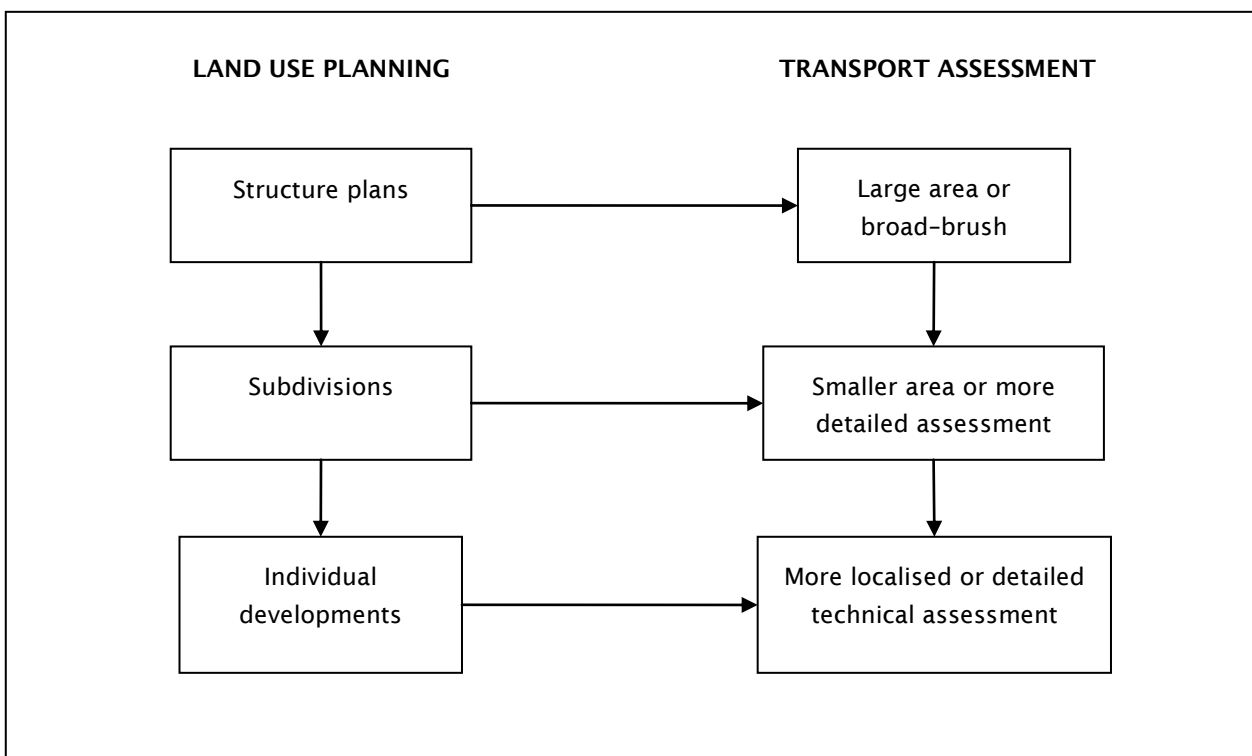 LAND USE PLANNING
TRANSPORT ASSESSMENT
Structure plans
Large area or
broad-brush
Subdivisions
Smaller area or more
detailed assessment
Individual
developments
More localised or detailed
technical assessment